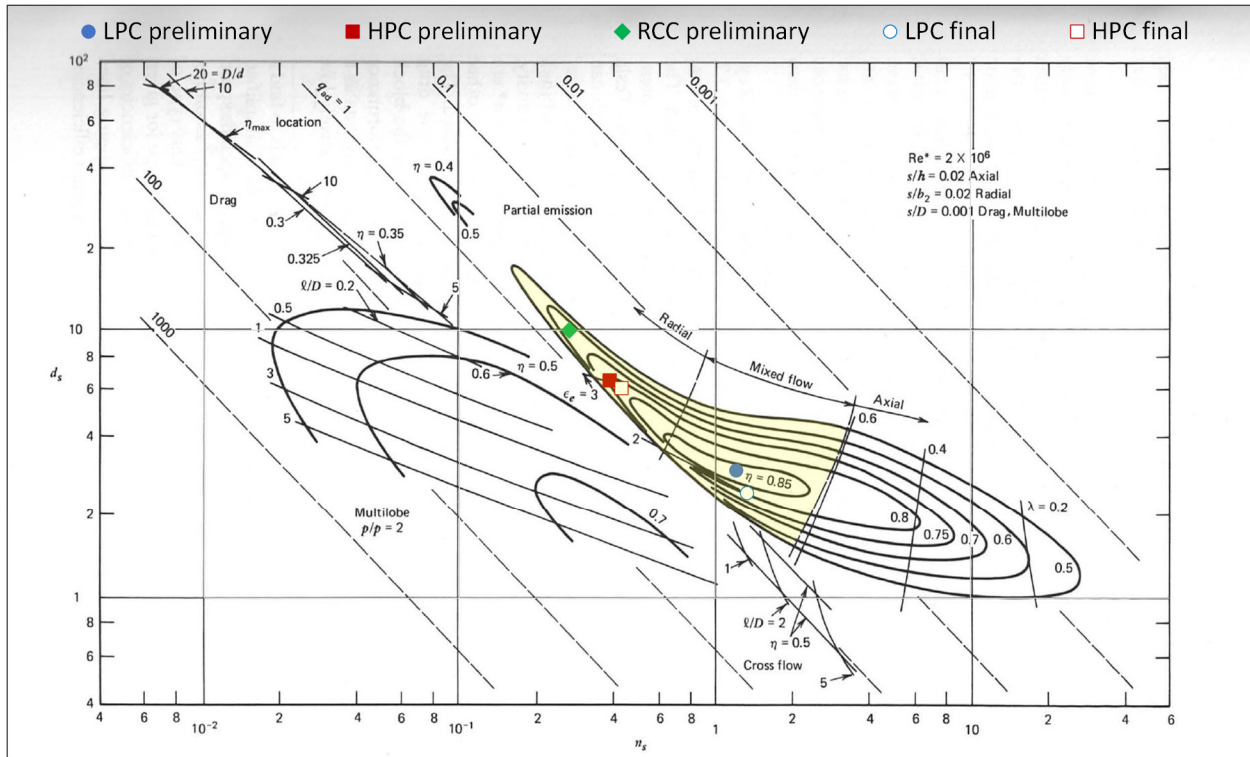 LPC preliminary
HPC preliminary
RCC preliminary
LPC final
HPC final
10²
8
6
4
2
10
8
6
4
2
1
8
6
4
d_s
20 = D/d
10
η_max location
10
Drag
0.3
0.325
η = 0.35
ℓ/D = 0.2
5
q_ad = 1
0.1
0.01
0.001
100
1000
η = 0.4
0.5
Partial emission
Re* = 2 × 10⁶
s/h = 0.02 Axial
s/b₂ = 0.02 Radial
s/D = 0.001 Drag, Multilobe
0.5
1
3
5
η = 0.5
0.6
ε_e = 3
2
Radial
Mixed flow
Axial
0.6
0.4
λ = 0.2
η = 0.85
0.8
0.75
0.7
0.6
0.5
Multilobe
p/p = 2
0.7
1
ℓ/D = 2
η = 0.5
Cross flow
5
4
6
8
10⁻²
2
4
6
8
10⁻¹
2
4
6
8
1
2
4
6
8
10
2
4
6
n_s